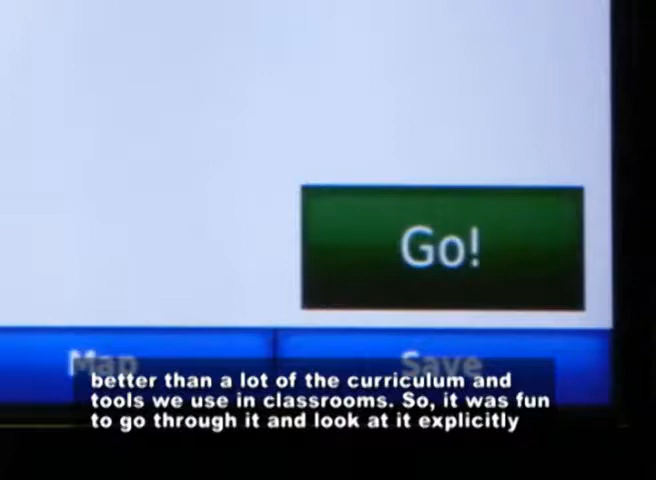 Go!
Map
Save
better than a lot of the curriculum and
tools we use in classrooms. So, it was fun
to go through it and look at it explicitly